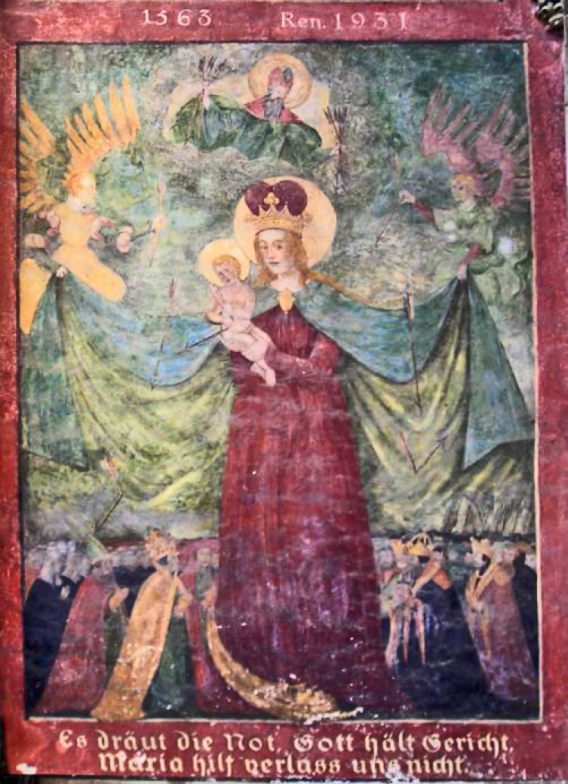 1563 Ren. 1931
Es dräut die Not, Gott hält Gericht,
Maria hilf verlass uns nicht.